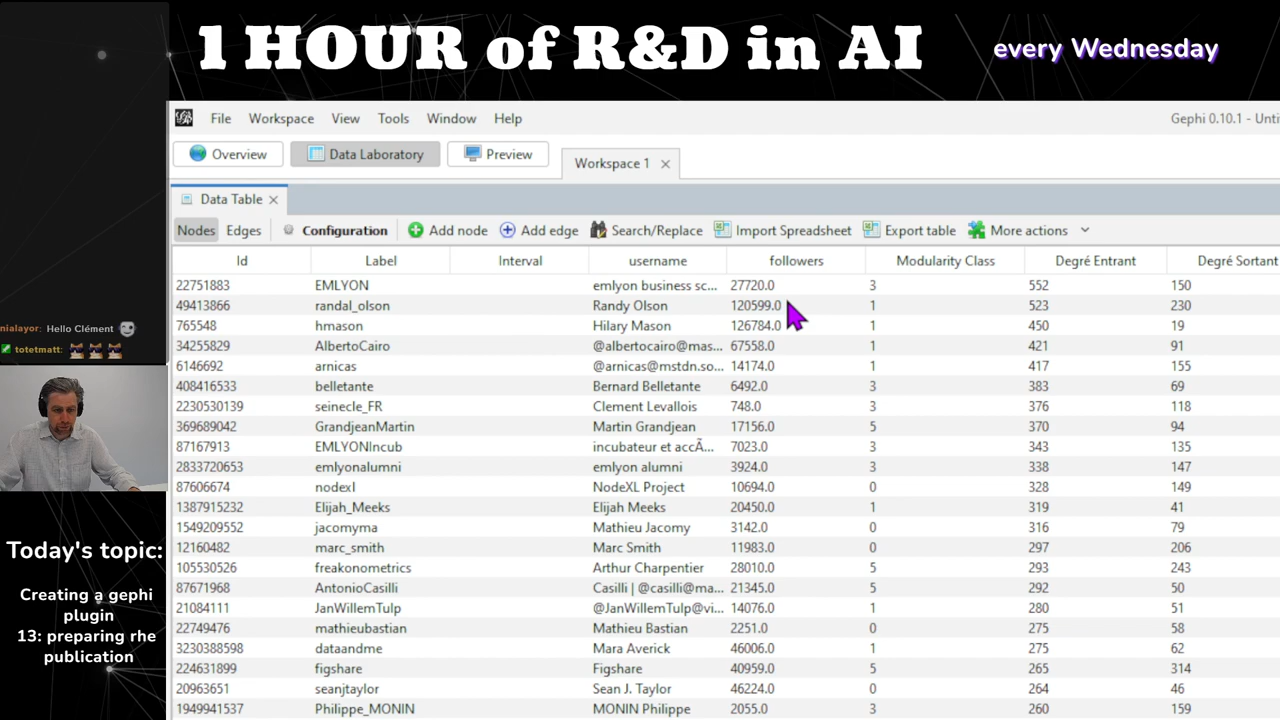 1 HOUR of R&D in AI
every Wednesday
File Workspace View Tools Window Help
Gephi 0.10.1 - Unti
Overview Data Laboratory Preview Workspace 1
Data Table
Nodes Edges Configuration Add node Add edge Search/Replace Import Spreadsheet Export table More actions
Id Label Interval username followers Modularity Class Degré Entrant Degré Sortant
22751883 EMLYON emlyon business sc... 27720.0 3 552 150
49413866 randal_olson Randy Olson 120599.0 1 523 230
765548 hmason Hilary Mason 126784.0 1 450 19
34255829 AlbertoCairo @albertocairo@mas... 67558.0 1 421 91
6146692 arnicas @arnicas@mstdn.so... 14174.0 1 417 155
408416533 belletante Bernard Belletante 6492.0 3 383 69
2230530139 seinecle_FR Clement Levallois 748.0 3 376 118
369689042 GrandjeanMartin Martin Grandjean 17156.0 5 370 94
87167913 EMLYONIncub incubateur et accÃ... 7023.0 3 343 135
2833720653 emlyonalumni emlyon alumni 3924.0 3 338 147
87606674 nodexl NodeXL Project 10694.0 0 328 149
1387915232 Elijah_Meeks Elijah Meeks 20450.0 1 319 41
1549209552 jacomyma Mathieu Jacomy 3142.0 0 316 79
12160482 marc_smith Marc Smith 11983.0 0 297 206
105530526 freakonometrics Arthur Charpentier 28010.0 5 293 243
87671968 AntonioCasilli Casilli | @casilli@ma... 21345.0 5 292 50
21084111 JanWillemTulp @JanWillemTulp@vi... 14076.0 1 280 51
22749476 mathieubastian Mathieu Bastian 2251.0 0 275 58
3230388598 dataandme Mara Averick 46006.0 1 275 62
224631899 figshare Figshare 40959.0 5 265 314
20963651 seanjtaylor Sean J. Taylor 46224.0 0 264 46
1949941537 Philippe_MONIN MONIN Philippe 2055.0 3 260 159
nialayor: Hello Clément
totetmatt:
Today's topic:
Creating a gephi
plugin
13: preparing rhe
publication